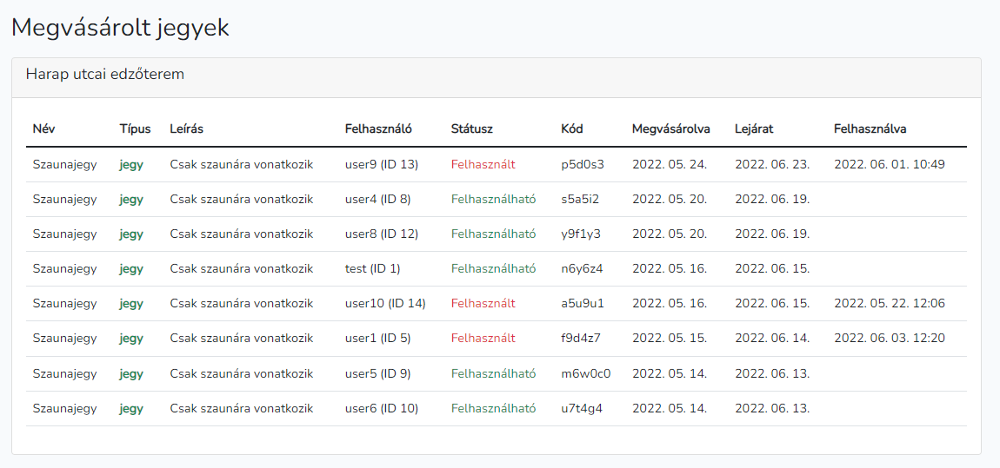 Megvásárolt jegyek
Harap utcai edzőterem
Név Típus Leírás Felhasználó Státusz Kód Megvásárolva Lejárat Felhasználva
Szaunajegy jegy Csak szaunára vonatkozik user9 (ID 13) Felhasznált p5d0s3 2022. 05. 24. 2022. 06. 23. 2022. 06. 01. 10:49
Szaunajegy jegy Csak szaunára vonatkozik user4 (ID 8) Felhasználható s5a5i2 2022. 05. 20. 2022. 06. 19.
Szaunajegy jegy Csak szaunára vonatkozik user8 (ID 12) Felhasználható y9f1y3 2022. 05. 20. 2022. 06. 19.
Szaunajegy jegy Csak szaunára vonatkozik test (ID 1) Felhasználható n6y6z4 2022. 05. 16. 2022. 06. 15.
Szaunajegy jegy Csak szaunára vonatkozik user10 (ID 14) Felhasznált a5u9u1 2022. 05. 16. 2022. 06. 15. 2022. 05. 22. 12:06
Szaunajegy jegy Csak szaunára vonatkozik user1 (ID 5) Felhasznált f9d4z7 2022. 05. 15. 2022. 06. 14. 2022. 06. 03. 12:20
Szaunajegy jegy Csak szaunára vonatkozik user5 (ID 9) Felhasználható m6w0c0 2022. 05. 14. 2022. 06. 13.
Szaunajegy jegy Csak szaunára vonatkozik user6 (ID 10) Felhasználható u7t4g4 2022. 05. 14. 2022. 06. 13.